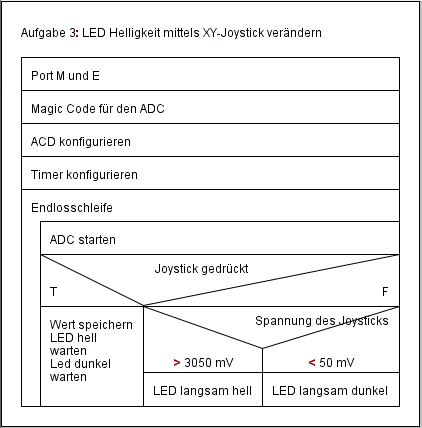 Aufgabe 3: LED Helligkeit mittels XY-Joystick verändern
Port M und E
Magic Code für den ADC
ACD konfigurieren
Timer konfigurieren
Endlosschleife
ADC starten
Joystick gedrückt
T
F
Wert speichern
LED hell
warten
Led dunkel
warten
Spannung des Joysticks
> 3050 mV
< 50 mV
LED langsam hell
LED langsam dunkel